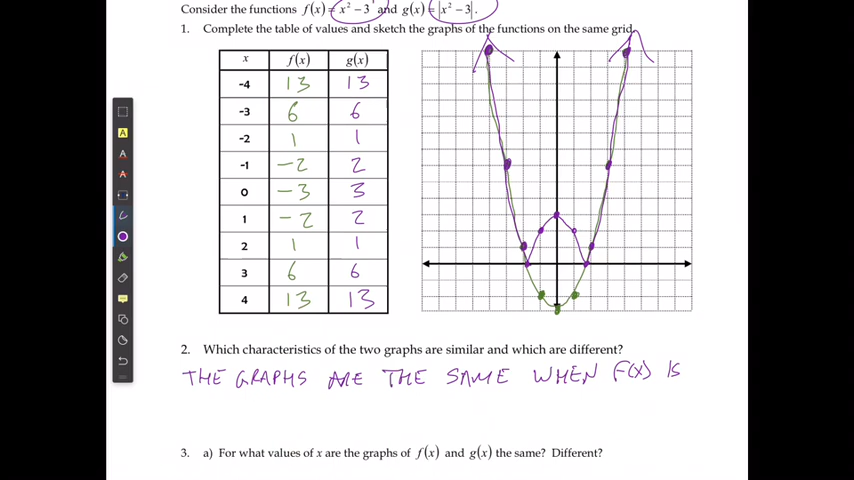 Consider the functions f(x) = x² – 3 and g(x) = |x² – 3|.
1. Complete the table of values and sketch the graphs of the functions on the same grid.
x f(x) g(x)
-4 13 13
-3 6 6
-2 1 1
-1 -2 2
0 -3 3
1 -2 2
2 1 1
3 6 6
4 13 13
2. Which characteristics of the two graphs are similar and which are different?
THE GRAPHS ARE THE SAME WHEN F(X) IS
3. a) For what values of x are the graphs of f(x) and g(x) the same? Different?
A
A
A